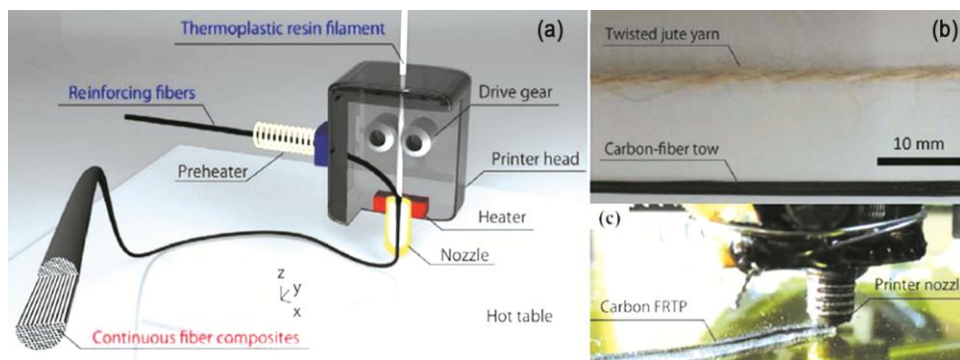 (a)
Thermoplastic resin filament
Reinforcing fibers
Drive gear
Preheater
Printer head
Heater
Nozzle
z
y
x
Hot table
Continuous fiber composites
(b)
Twisted jute yarn
Carbon-fiber tow
10 mm
(c)
Printer nozzle
Carbon FRTP